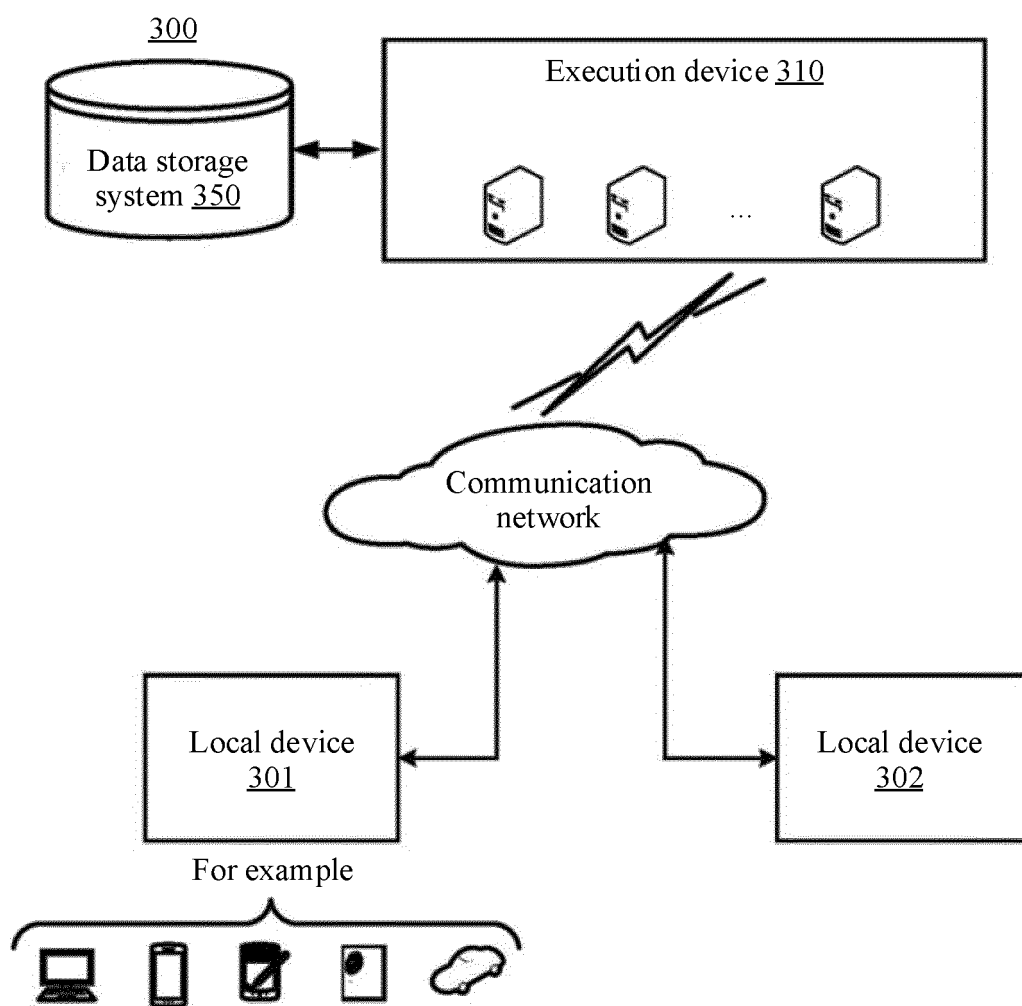 300
Execution device 310
Data storage
system 350
...
Communication
network
Local device
301
Local device
302
For example